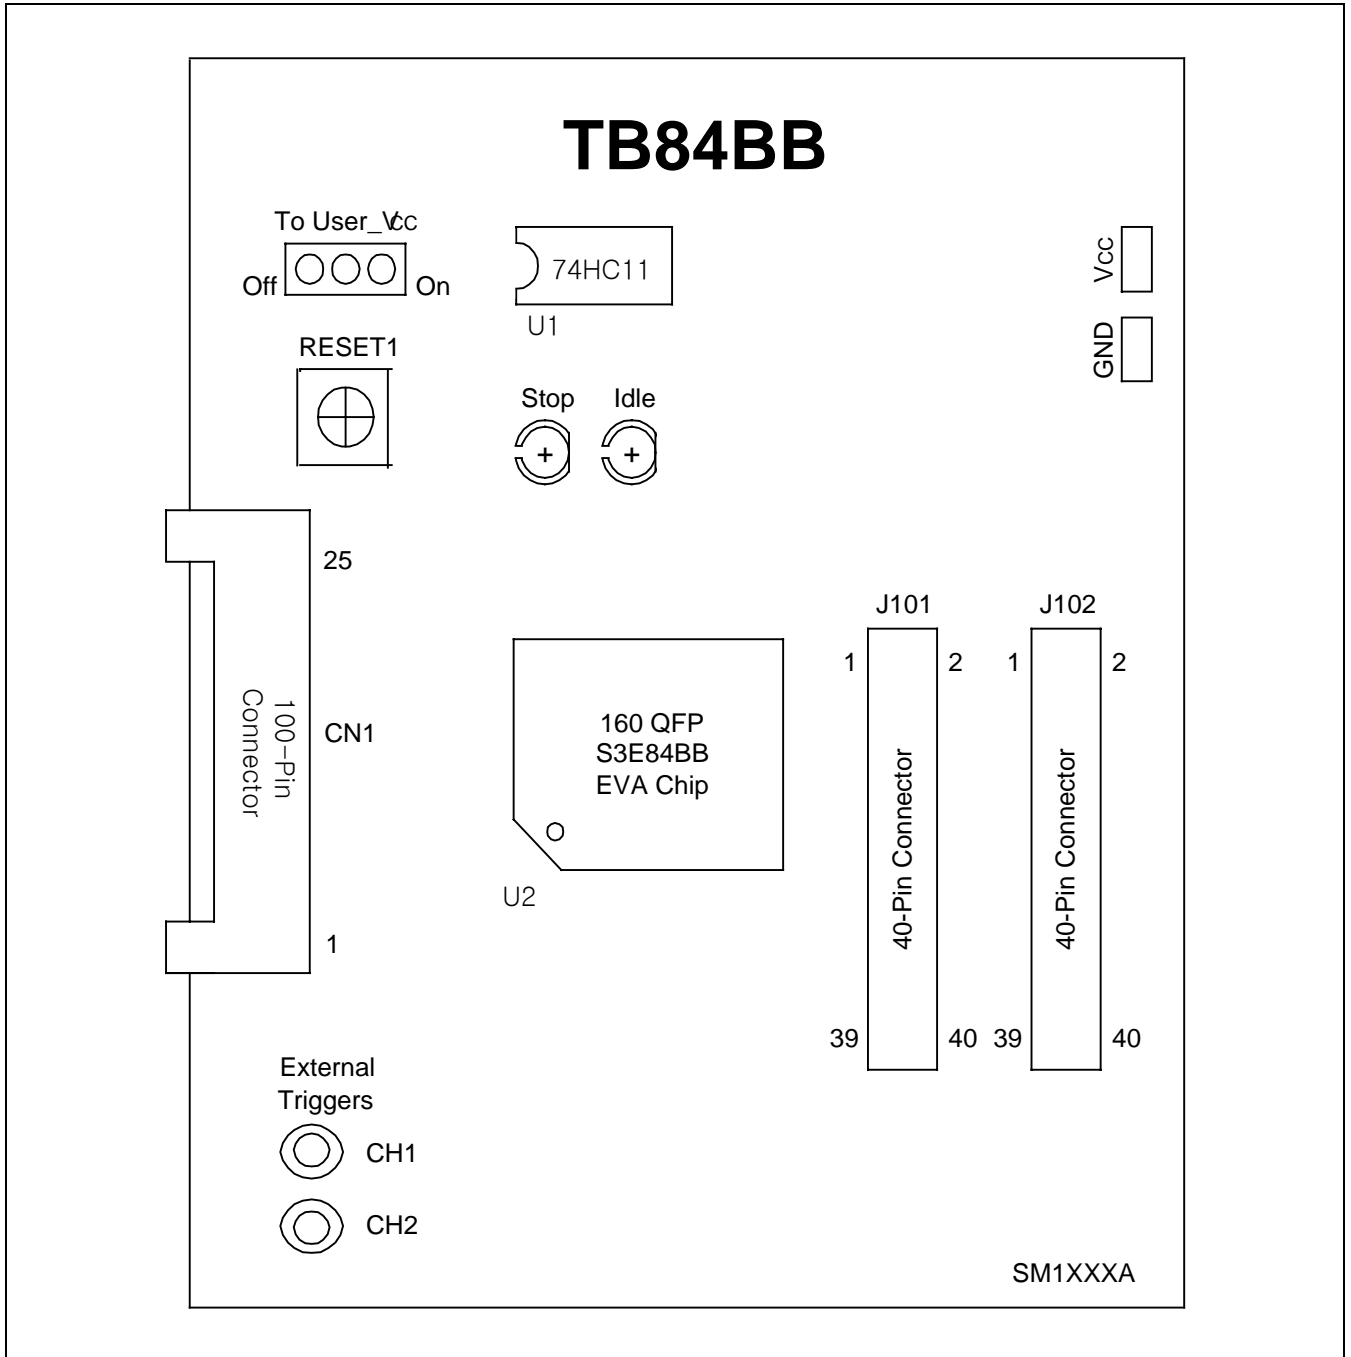 TB84BB
To User_Vcc
Off
On
74HC11
U1
Vcc
GND
RESET1
Stop
Idle
25
100-Pin
Connector
CN1
1
160 QFP
S3E84BB
EVA Chip
U2
J101
1
2
40-Pin Connector
39
40
J102
1
2
40-Pin Connector
39
40
External
Triggers
CH1
CH2
SM1XXXA